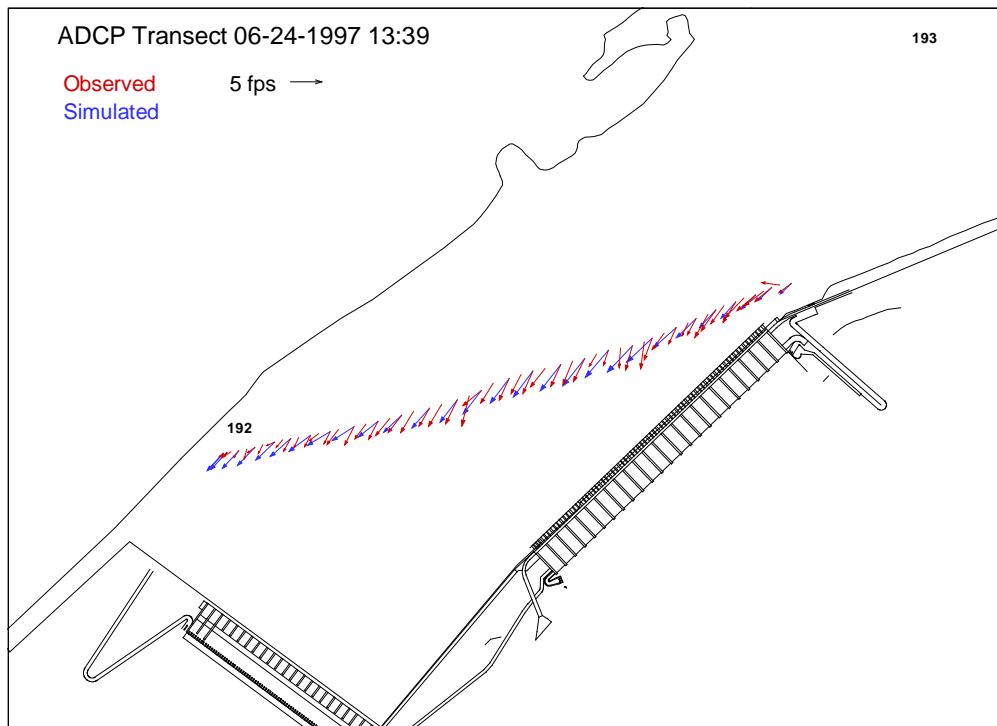 ADCP Transect 06-24-1997 13:39
193
Observed 5 fps
Simulated
192